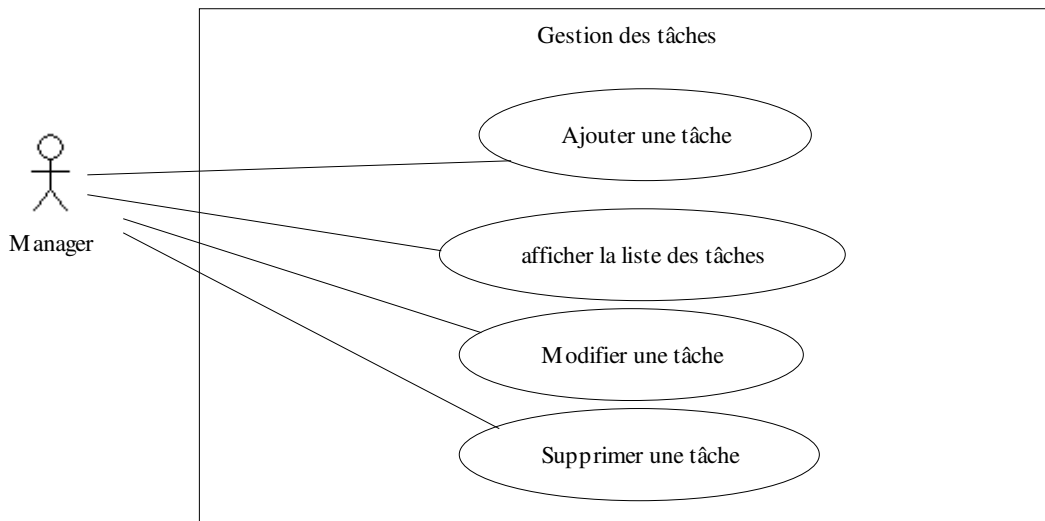 Gestion des tâches
Ajouter une tâche
Manager
afficher la liste des tâches
Modifier une tâche
Supprimer une tâche